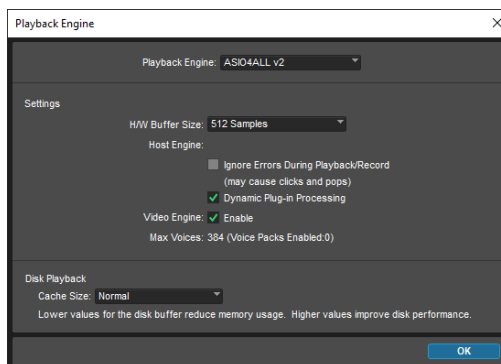 Playback Engine
Playback Engine: ASIO4ALL v2
Settings
H/W Buffer Size: 512 Samples
Host Engine:
Ignore Errors During Playback/Record
(may cause clicks and pops)
Dynamic Plug-in Processing
Video Engine: Enable
Max Voices: 384 (Voice Packs Enabled:0)
Disk Playback
Cache Size: Normal
Lower values for the disk buffer reduce memory usage. Higher values improve disk performance.
OK